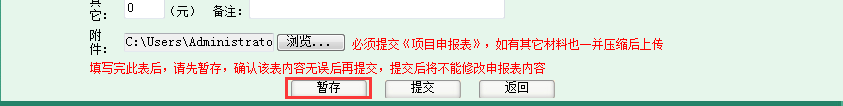 其它： 0 （元） 备注：
附件： C:\Users\Administrato 浏览... 必须提交《项目申报表》，如有其它材料也一并压缩后上传
填写完此表后，请先暂存，确认该表内容无误后再提交，提交后将不能修改申报表内容
暂存 提交 返回